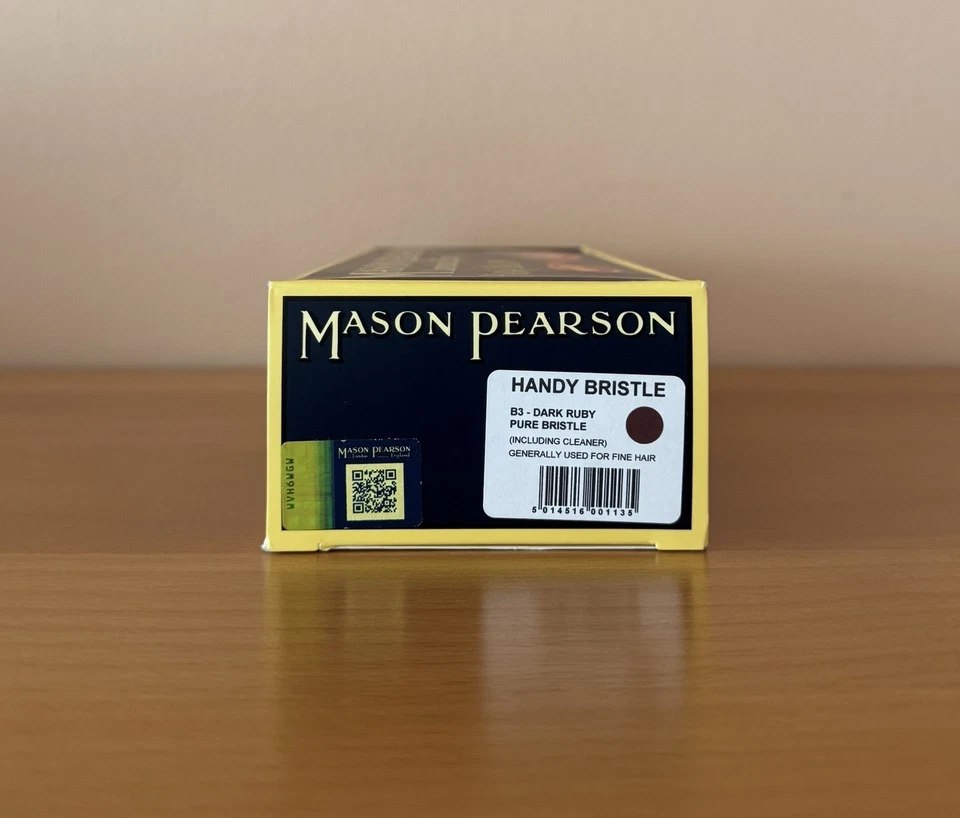 MASON PEARSON
HANDY BRISTLE
B3 - DARK RUBY
PURE BRISTLE
(INCLUDING CLEANER)
GENERALLY USED FOR FINE HAIR
5 014516 001135
MASON PEARSON
London England
WVH6WGW